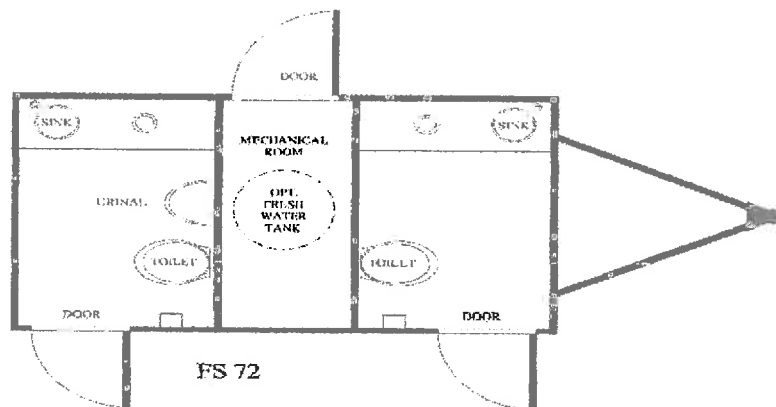 DOOR
SINK
SINK
MECHANICAL
ROOM
URINAL
OPT.
FRESH
WATER
TANK
TOILET
TOILET
DOOR
DOOR
FS 72